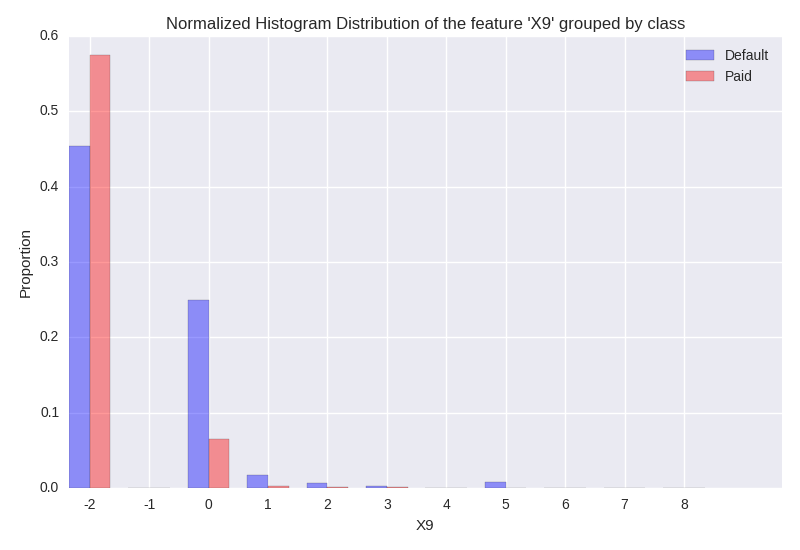 Normalized Histogram Distribution of the feature 'X9' grouped by class
Default
Paid
0.6
0.5
0.4
0.3
0.2
0.1
0.0
Proportion
-2 -1 0 1 2 3 4 5 6 7 8
X9